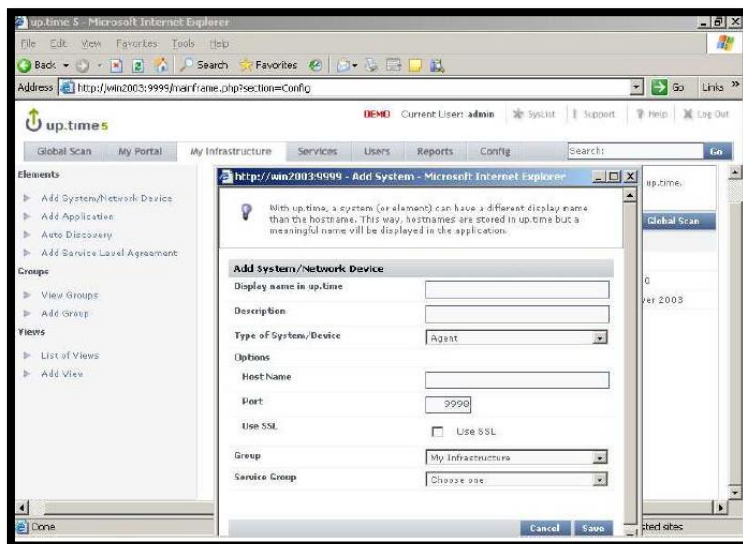 up.time 5 - Microsoft Internet Explorer
File Edit View Favorites Tools Help
Back Search Favorites
Address http://win2003:9999/mainframe.php?section=Config Go Links »
up.time5 DEMO Current User: admin SysList Support Help Log Out
Global Scan My Portal My Infrastructure Services Users Reports Config Search: Go
Elements
Add System/Network Device
Add Application
Auto Discovery
Add Service Level Agreement
Groups
View Groups
Add Group
Views
List of Views
Add View
http://win2003:9999 - Add System - Microsoft Internet Explorer
With up.time, a system (or element) can have a different display name
than the hostname. This way, hostnames are stored in up.time but a
meaningful name will be displayed in the application.
Add System/Network Device
Display name in up.time
Description
Type of System/Device Agent
Options
Host Name
Port 9998
Use SSL Use SSL
Group My Infrastructure
Service Group Choose one
Cancel Save
up.time.
Global Scan
0
ver 2003
Done
sted sites